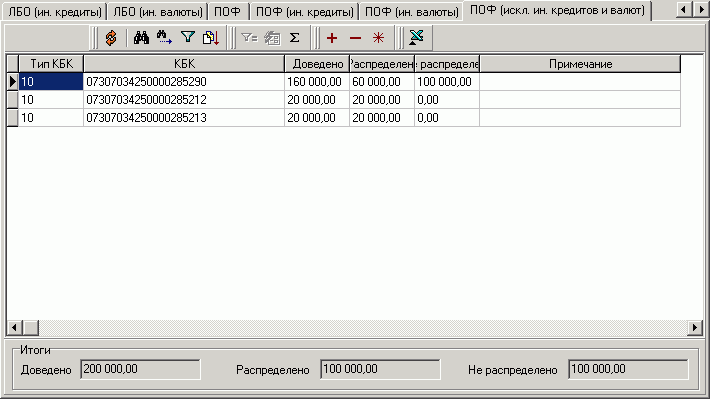 ЛБО (ин. кредиты) ЛБО (ин. валюты) ПОФ ПОФ (ин. кредиты) ПОФ (ин. валюты) ПОФ (искл. ин. кредитов и валют)
Тип КБК КБК Доведено Распределен распределе Примечание
10 07307034250000285290 160 000,00 60 000,00 100 000,00
10 07307034250000285212 20 000,00 20 000,00 0,00
10 07307034250000285213 20 000,00 20 000,00 0,00
Итоги
Доведено 200 000,00 Распределено 100 000,00 Не распределено 100 000,00